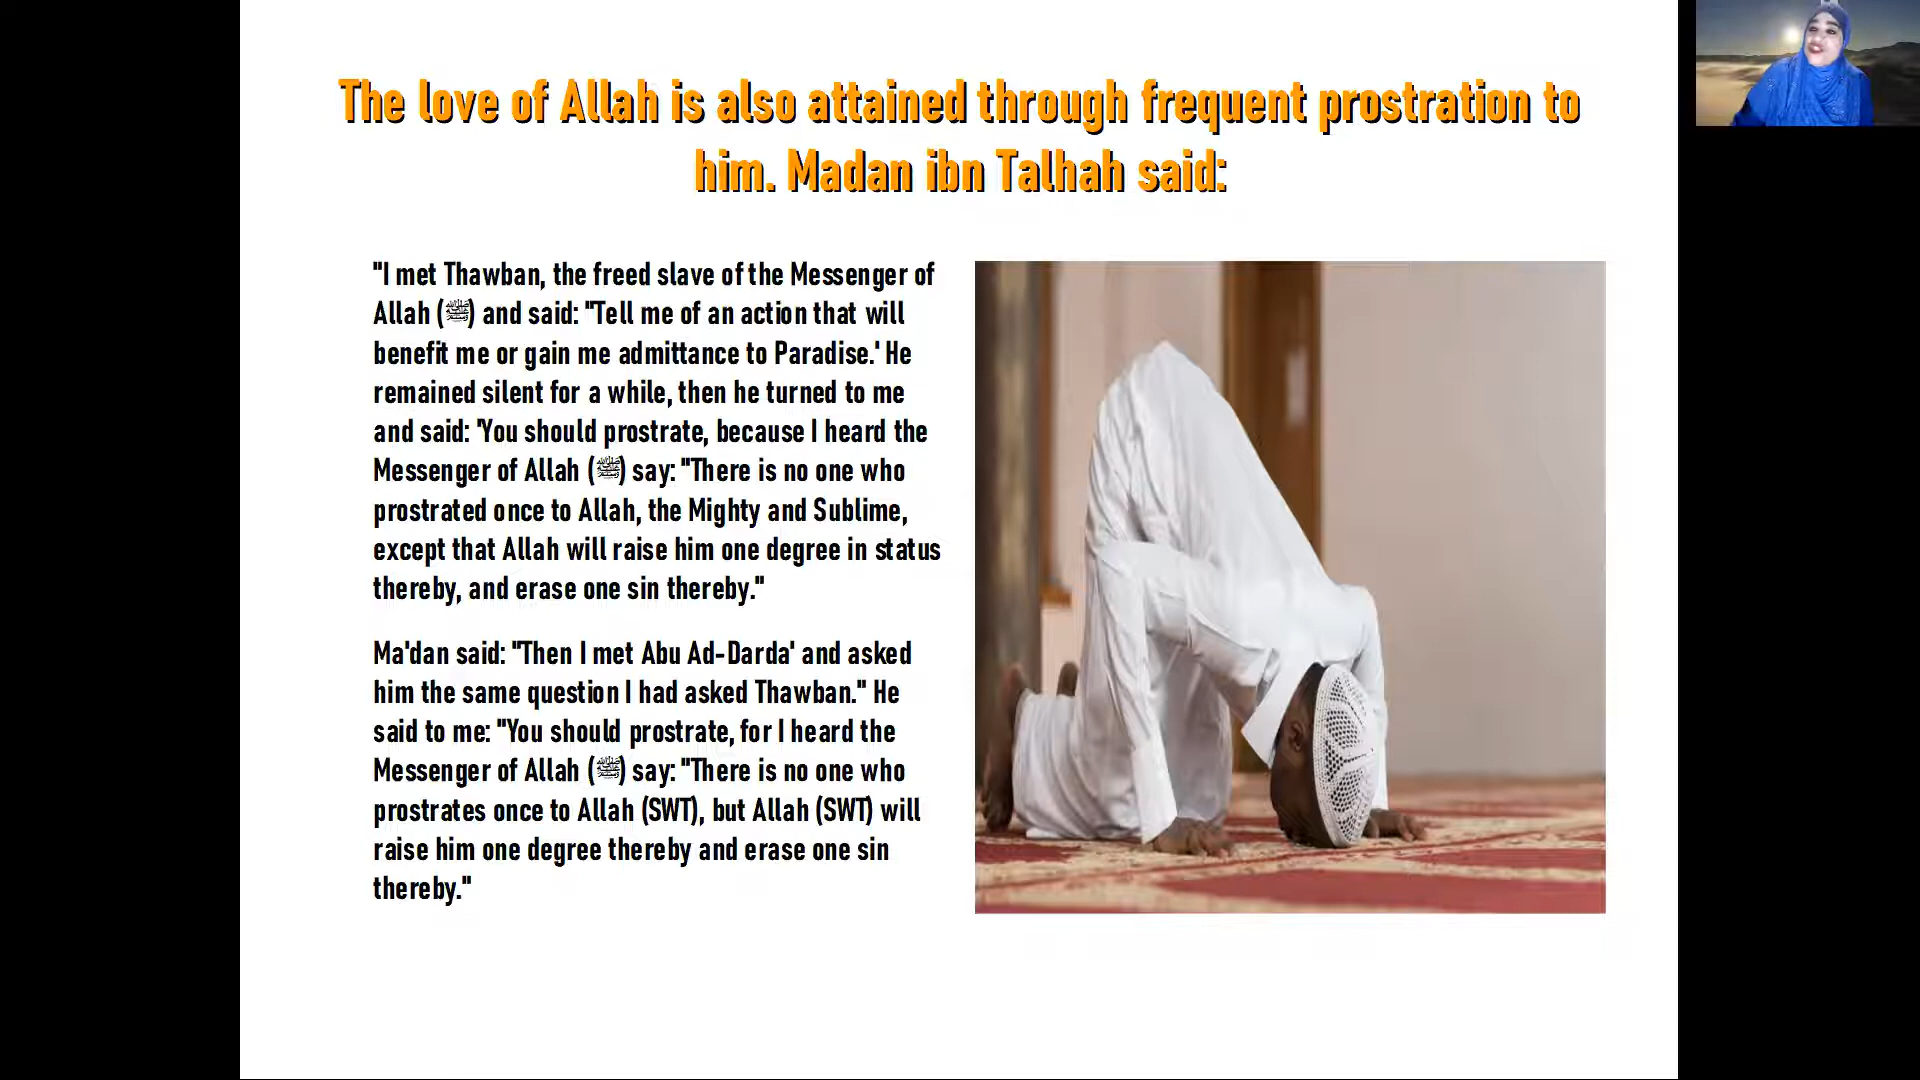 The love of Allah is also attained through frequent prostration to
him. Madan ibn Talhah said:
"I met Thawban, the freed slave of the Messenger of
Allah (ﷺ) and said: "Tell me of an action that will
benefit me or gain me admittance to Paradise.' He
remained silent for a while, then he turned to me
and said: 'You should prostrate, because I heard the
Messenger of Allah (ﷺ) say: "There is no one who
prostrated once to Allah, the Mighty and Sublime,
except that Allah will raise him one degree in status
thereby, and erase one sin thereby."
Ma'dan said: "Then I met Abu Ad-Darda' and asked
him the same question I had asked Thawban." He
said to me: "You should prostrate, for I heard the
Messenger of Allah (ﷺ) say: "There is no one who
prostrates once to Allah (SWT), but Allah (SWT) will
raise him one degree thereby and erase one sin
thereby."